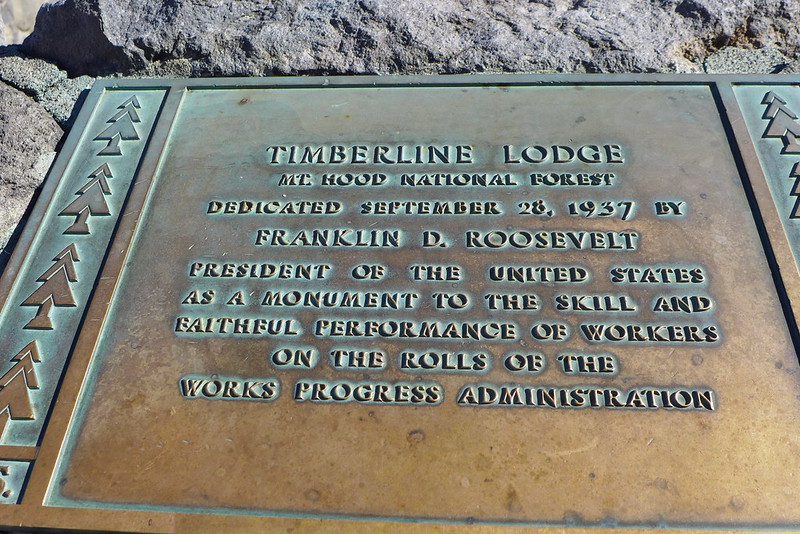 TIMBERLINE LODGE
MT. HOOD NATIONAL FOREST
DEDICATED SEPTEMBER 28, 1937 BY
FRANKLIN D. ROOSEVELT
PRESIDENT OF THE UNITED STATES
AS A MONUMENT TO THE SKILL AND
FAITHFUL PERFORMANCE OF WORKERS
ON THE ROLLS OF THE
WORKS PROGRESS ADMINISTRATION